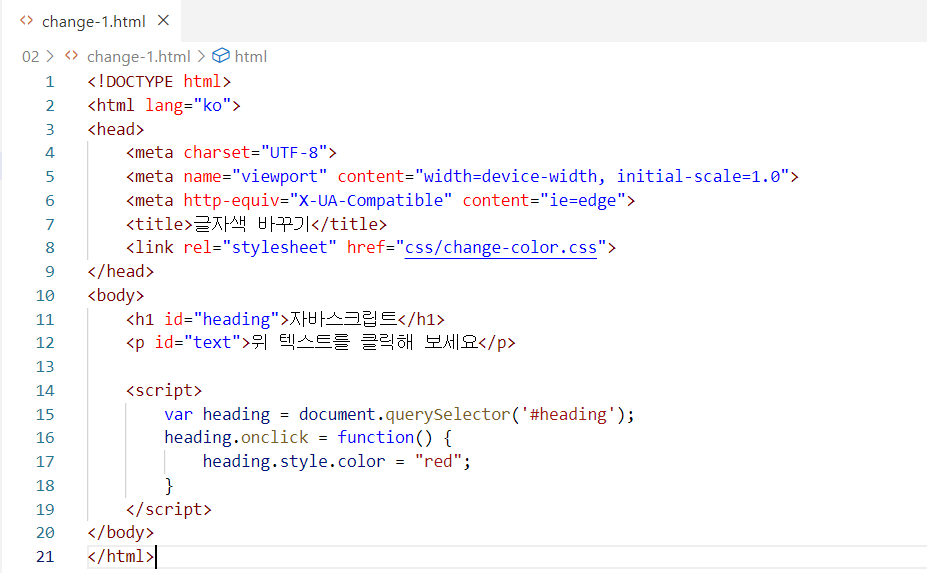 change-1.html
02 > change-1.html > html
1 <!DOCTYPE html>
2 <html lang="ko">
3 <head>
4     <meta charset="UTF-8">
5     <meta name="viewport" content="width=device-width, initial-scale=1.0">
6     <meta http-equiv="X-UA-Compatible" content="ie=edge">
7     <title>글자색 바꾸기</title>
8     <link rel="stylesheet" href="css/change-color.css">
9 </head>
10 <body>
11     <h1 id="heading">자바스크립트</h1>
12     <p id="text">위 텍스트를 클릭해 보세요</p>
13
14     <script>
15         var heading = document.querySelector('#heading');
16         heading.onclick = function() {
17             heading.style.color = "red";
18         }
19     </script>
20 </body>
21 </html>